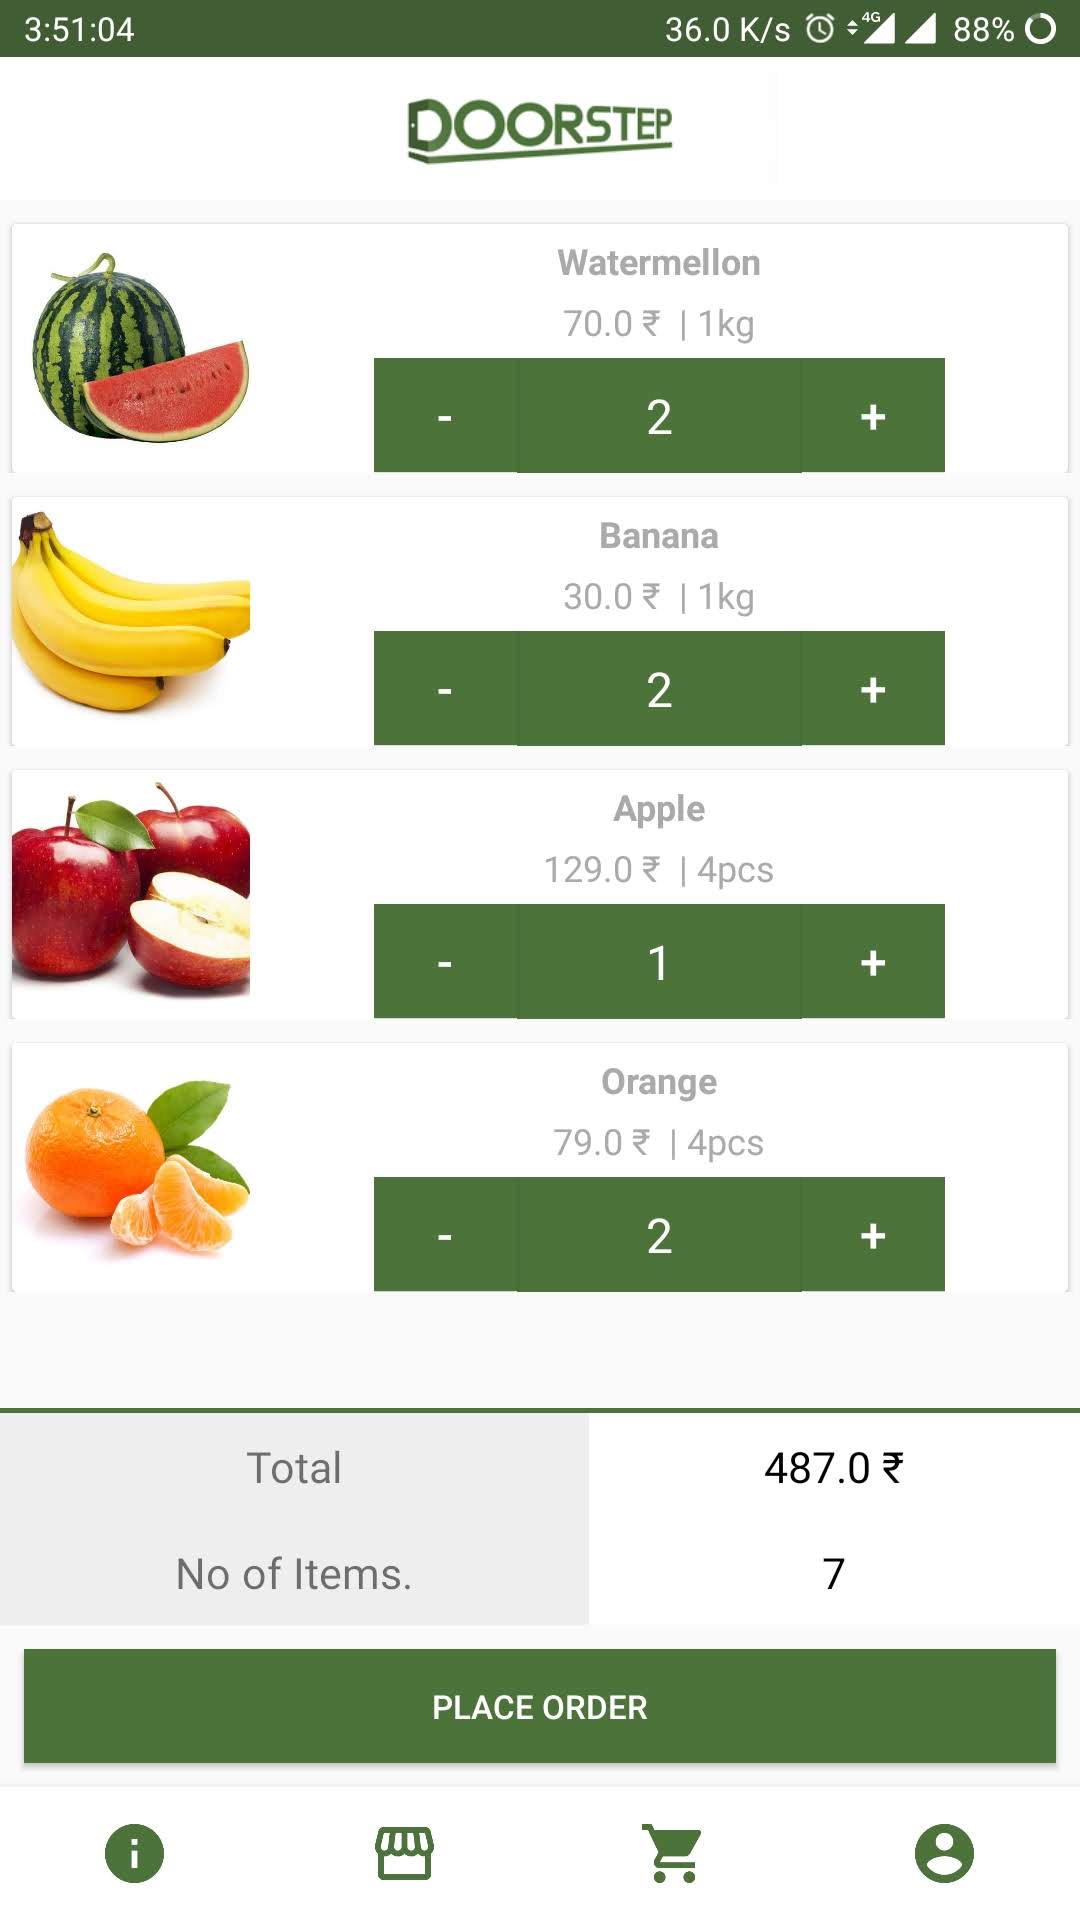 3:51:04 36.0 K/s 4G 88%
DOORSTEP
Watermellon
70.0 ₹ | 1kg
- 2 +
Banana
30.0 ₹ | 1kg
- 2 +
Apple
129.0 ₹ | 4pcs
- 1 +
Orange
79.0 ₹ | 4pcs
- 2 +
Total 487.0 ₹
No of Items. 7
PLACE ORDER